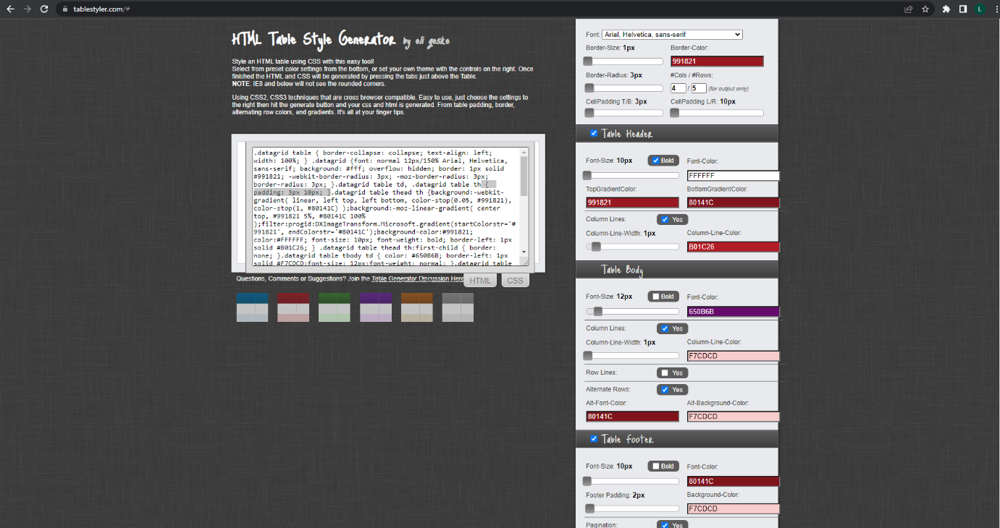 tablestyler.com/#
L
HTML Table Style Generator by eli geske
Style an HTML table using CSS with this easy tool!
Select from preset color settings from the bottom, or set your own theme with the controls on the right. Once
finished the HTML and CSS will be generated by pressing the tabs just above the Table.
NOTE: IE8 and below will not see the rounded corners.
Using CSS2, CSS3 techniques that are cross browser compatible. Easy to use, just choose the settings to
the right then hit the generate button and your css and html is generated. From table padding, border,
alternating row colors, and gradients. It's all at your finger tips.
.datagrid table { border-collapse: collapse; text-align: left;
width: 100%; } .datagrid {font: normal 12px/150% Arial, Helvetica,
sans-serif; background: #fff; overflow: hidden; border: 1px solid
#991821; -webkit-border-radius: 3px; -moz-border-radius: 3px;
border-radius: 3px; }.datagrid table td, .datagrid table th {
padding: 3px 10px; }.datagrid table thead th {background:-webkit-
gradient( linear, left top, left bottom, color-stop(0.05, #991821),
color-stop(1, #80141C) );background:-moz-linear-gradient( center
top, #991821 5%, #80141C 100%
);filter:progid:DXImageTransform.Microsoft.gradient(startColorstr='#
991821', endColorstr='#80141C');background-color:#991821;
color:#FFFFFF; font-size: 10px; font-weight: bold; border-left: 1px
solid #B01C26; } .datagrid table thead th:first-child { border:
none; }.datagrid table tbody td { color: #650B6B; border-left: 1px
solid #F7CDCD;font-size: 12px;font-weight: normal; }.datagrid table
Questions, Comments or Suggestions? Join the Table Generator Discussion Here
HTML CSS
Font: Arial, Helvetica, sans-serif
Border-Size: 1px Border-Color:
991821
Border-Radius: 3px #Cols / #Rows:
4 / 5 (for output only)
CellPadding T/B: 3px CellPadding L/R: 10px
Table Header
Font-Size: 10px Bold Font-Color:
FFFFFF
TopGradientColor: BottomGradientColor:
991821 80141C
Column Lines: Yes
Column-Line-Width: 1px Column-Line-Color:
B01C26
Table Body
Font-Size: 12px Bold Font-Color:
650B6B
Column Lines: Yes
Column-Line-Width: 1px Column-Line-Color:
F7CDCD
Row Lines: Yes
Alternate Rows: Yes
Alt-Font-Color: Alt-Background-Color:
80141C F7CDCD
Table Footer
Font-Size: 10px Bold Font-Color:
80141C
Footer Padding: 2px Background-Color:
F7CDCD
Pagination: Yes